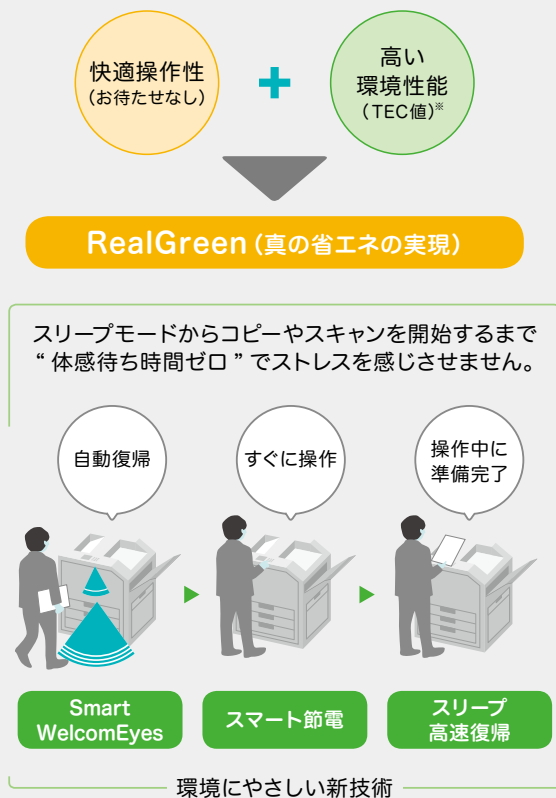 快適操作性
（お待たせなし）
高い
環境性能
（TEC値）※
RealGreen（真の省エネの実現）
スリープモードからコピーやスキャンを開始するまで
“体感待ち時間ゼロ”でストレスを感じさせません。
自動復帰
すぐに操作
操作中に
準備完了
Smart
WelcomEyes
スマート節電
スリープ
高速復帰
環境にやさしい新技術